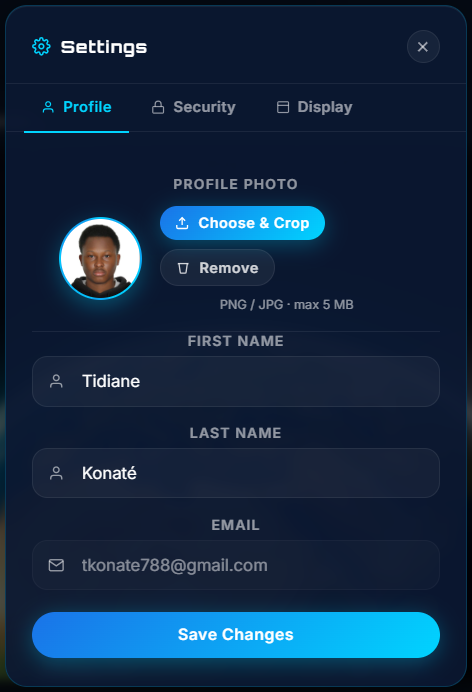 Settings
Profile
Security
Display
PROFILE PHOTO
Choose & Crop
Remove
PNG / JPG · max 5 MB
FIRST NAME
Tidiane
LAST NAME
Konaté
EMAIL
tkonate788@gmail.com
Save Changes